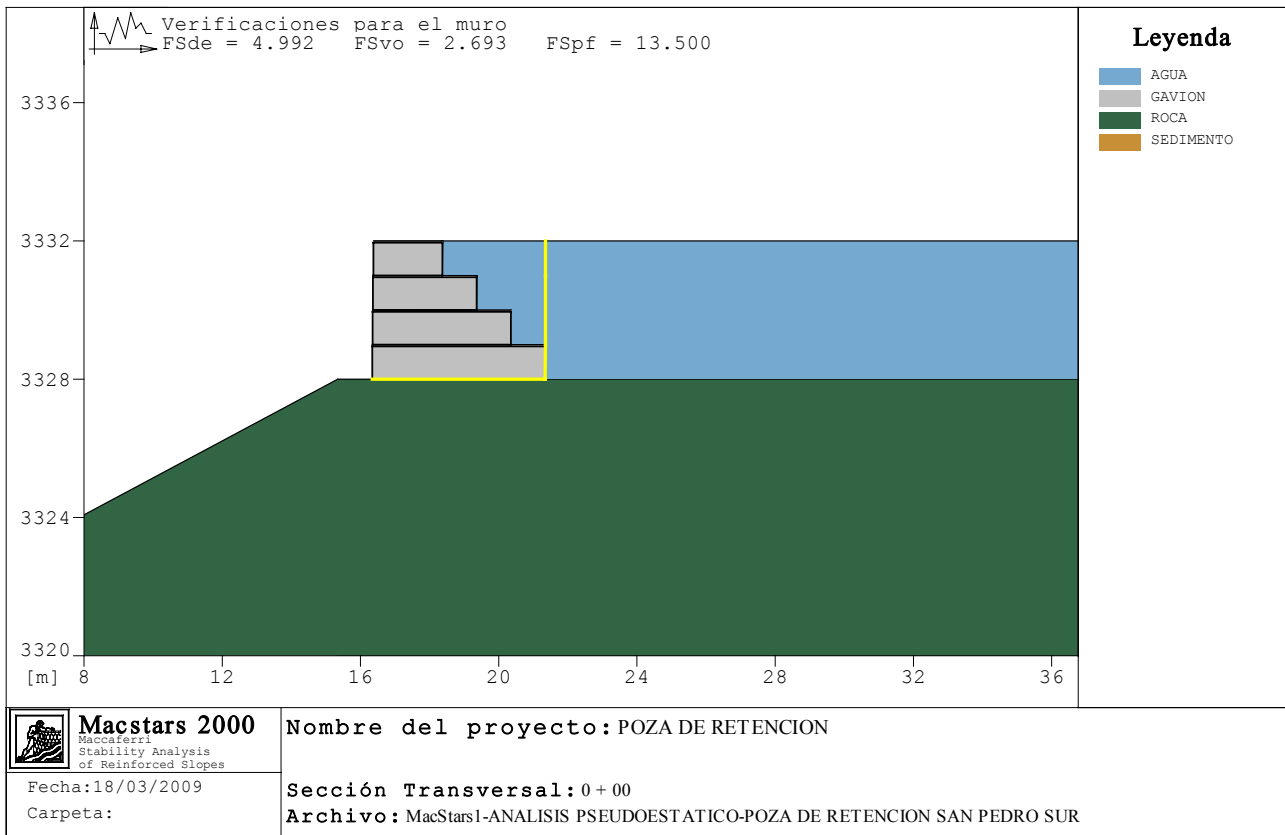 Verificaciones para el muro
FSde = 4.992 FSvo = 2.693 FSpf = 13.500
Leyenda
AGUA
GAVION
ROCA
SEDIMENTO
3336
3332
3328
3324
3320
[m] 8 12 16 20 24 28 32 36
Macstars 2000
Maccaferri
Stability Analysis
of Reinforced Slopes
Fecha:18/03/2009
Carpeta:
Nombre del proyecto: POZA DE RETENCION
Sección Transversal: 0 + 00
Archivo: MacStars1-ANALISIS PSEUDOESTATICO-POZA DE RETENCION SAN PEDRO SUR